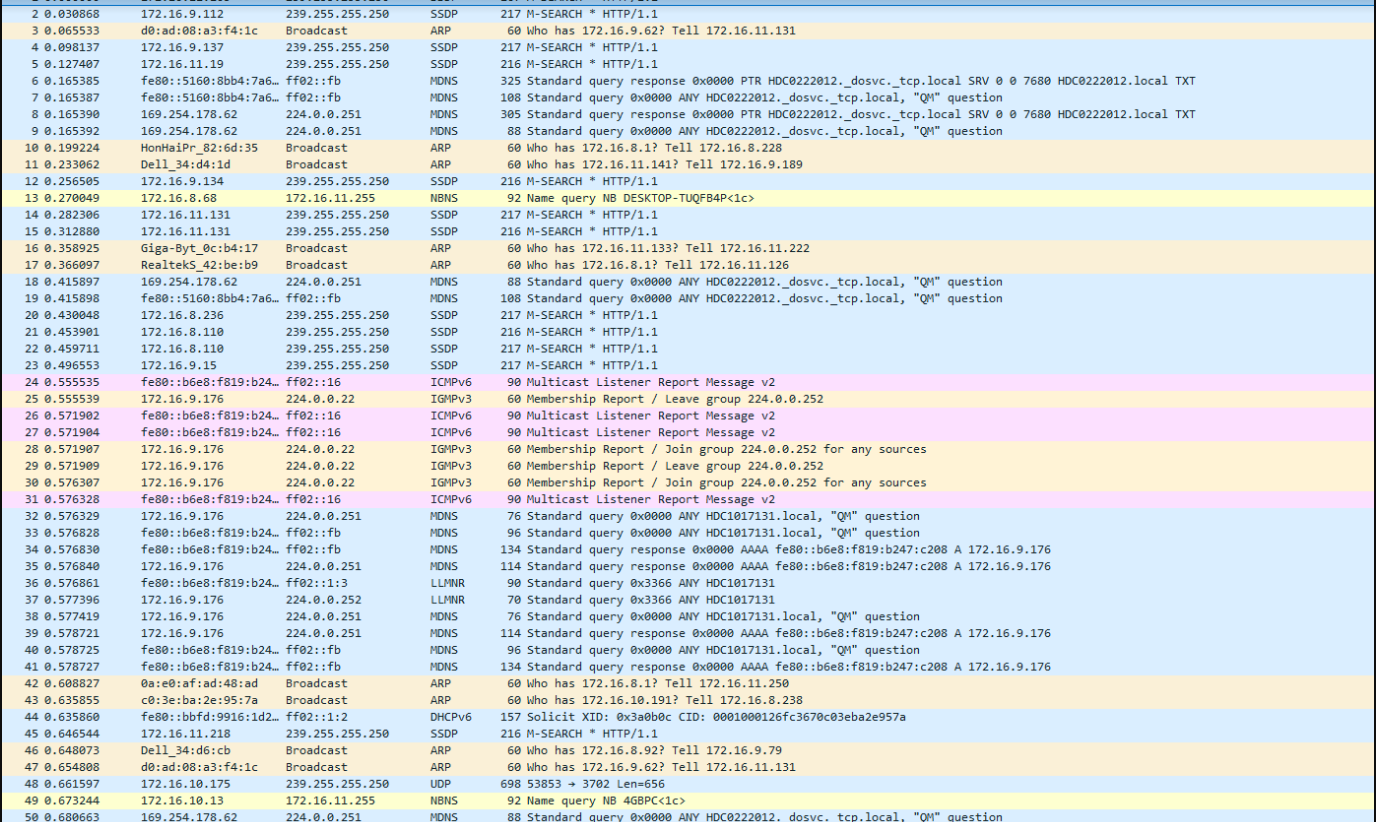 2 0.030868 172.16.9.112 239.255.255.250 SSDP 217 M-SEARCH * HTTP/1.1
3 0.065533 d0:ad:08:a3:f4:1c Broadcast ARP 60 Who has 172.16.9.62? Tell 172.16.11.131
4 0.098137 172.16.9.137 239.255.255.250 SSDP 217 M-SEARCH * HTTP/1.1
5 0.127407 172.16.11.19 239.255.255.250 SSDP 216 M-SEARCH * HTTP/1.1
6 0.165385 fe80::5160:8bb4:7a6… ff02::fb MDNS 325 Standard query response 0x0000 PTR HDC0222012._dosvc._tcp.local SRV 0 0 7680 HDC0222012.local TXT
7 0.165387 fe80::5160:8bb4:7a6… ff02::fb MDNS 108 Standard query 0x0000 ANY HDC0222012._dosvc._tcp.local, "QM" question
8 0.165390 169.254.178.62 224.0.0.251 MDNS 305 Standard query response 0x0000 PTR HDC0222012._dosvc._tcp.local SRV 0 0 7680 HDC0222012.local TXT
9 0.165392 169.254.178.62 224.0.0.251 MDNS 88 Standard query 0x0000 ANY HDC0222012._dosvc._tcp.local, "QM" question
10 0.199224 HonHaiPr_82:6d:35 Broadcast ARP 60 Who has 172.16.8.1? Tell 172.16.8.228
11 0.233062 Dell_34:d4:1d Broadcast ARP 60 Who has 172.16.11.141? Tell 172.16.9.189
12 0.256505 172.16.9.134 239.255.255.250 SSDP 216 M-SEARCH * HTTP/1.1
13 0.270049 172.16.8.68 172.16.11.255 NBNS 92 Name query NB DESKTOP-TUQFB4P<1c>
14 0.282306 172.16.11.131 239.255.255.250 SSDP 217 M-SEARCH * HTTP/1.1
15 0.312880 172.16.11.131 239.255.255.250 SSDP 216 M-SEARCH * HTTP/1.1
16 0.358925 Giga-Byt_0c:b4:17 Broadcast ARP 60 Who has 172.16.11.133? Tell 172.16.11.222
17 0.366097 RealtekS_42:be:b9 Broadcast ARP 60 Who has 172.16.8.1? Tell 172.16.11.126
18 0.415897 169.254.178.62 224.0.0.251 MDNS 88 Standard query 0x0000 ANY HDC0222012._dosvc._tcp.local, "QM" question
19 0.415898 fe80::5160:8bb4:7a6… ff02::fb MDNS 108 Standard query 0x0000 ANY HDC0222012._dosvc._tcp.local, "QM" question
20 0.430048 172.16.8.236 239.255.255.250 SSDP 217 M-SEARCH * HTTP/1.1
21 0.453901 172.16.8.110 239.255.255.250 SSDP 216 M-SEARCH * HTTP/1.1
22 0.459711 172.16.8.110 239.255.255.250 SSDP 217 M-SEARCH * HTTP/1.1
23 0.496553 172.16.9.15 239.255.255.250 SSDP 217 M-SEARCH * HTTP/1.1
24 0.555535 fe80::b6e8:f819:b24… ff02::16 ICMPv6 90 Multicast Listener Report Message v2
25 0.555539 172.16.9.176 224.0.0.22 IGMPv3 60 Membership Report / Leave group 224.0.0.252
26 0.571902 fe80::b6e8:f819:b24… ff02::16 ICMPv6 90 Multicast Listener Report Message v2
27 0.571904 fe80::b6e8:f819:b24… ff02::16 ICMPv6 90 Multicast Listener Report Message v2
28 0.571907 172.16.9.176 224.0.0.22 IGMPv3 60 Membership Report / Join group 224.0.0.252 for any sources
29 0.571909 172.16.9.176 224.0.0.22 IGMPv3 60 Membership Report / Leave group 224.0.0.252
30 0.576307 172.16.9.176 224.0.0.22 IGMPv3 60 Membership Report / Join group 224.0.0.252 for any sources
31 0.576328 fe80::b6e8:f819:b24… ff02::16 ICMPv6 90 Multicast Listener Report Message v2
32 0.576329 172.16.9.176 224.0.0.251 MDNS 76 Standard query 0x0000 ANY HDC1017131.local, "QM" question
33 0.576828 fe80::b6e8:f819:b24… ff02::fb MDNS 96 Standard query 0x0000 ANY HDC1017131.local, "QM" question
34 0.576830 fe80::b6e8:f819:b24… ff02::fb MDNS 134 Standard query response 0x0000 AAAA fe80::b6e8:f819:b247:c208 A 172.16.9.176
35 0.576840 172.16.9.176 224.0.0.251 MDNS 114 Standard query response 0x0000 AAAA fe80::b6e8:f819:b247:c208 A 172.16.9.176
36 0.576861 fe80::b6e8:f819:b24… ff02::1:3 LLMNR 90 Standard query 0x3366 ANY HDC1017131
37 0.577396 172.16.9.176 224.0.0.252 LLMNR 70 Standard query 0x3366 ANY HDC1017131
38 0.577419 172.16.9.176 224.0.0.251 MDNS 76 Standard query 0x0000 ANY HDC1017131.local, "QM" question
39 0.578721 172.16.9.176 224.0.0.251 MDNS 114 Standard query response 0x0000 AAAA fe80::b6e8:f819:b247:c208 A 172.16.9.176
40 0.578725 fe80::b6e8:f819:b24… ff02::fb MDNS 96 Standard query 0x0000 ANY HDC1017131.local, "QM" question
41 0.578727 fe80::b6e8:f819:b24… ff02::fb MDNS 134 Standard query response 0x0000 AAAA fe80::b6e8:f819:b247:c208 A 172.16.9.176
42 0.608827 0a:e0:af:ad:48:ad Broadcast ARP 60 Who has 172.16.8.1? Tell 172.16.11.250
43 0.635855 c0:3e:ba:2e:95:7a Broadcast ARP 60 Who has 172.16.10.191? Tell 172.16.8.238
44 0.635860 fe80::bbfd:9916:1d2… ff02::1:2 DHCPv6 157 Solicit XID: 0x3a0b0c CID: 0001000126fc3670c03eba2e957a
45 0.646544 172.16.11.218 239.255.255.250 SSDP 216 M-SEARCH * HTTP/1.1
46 0.648073 Dell_34:d6:cb Broadcast ARP 60 Who has 172.16.8.92? Tell 172.16.9.79
47 0.654808 d0:ad:08:a3:f4:1c Broadcast ARP 60 Who has 172.16.9.62? Tell 172.16.11.131
48 0.661597 172.16.10.175 239.255.255.250 UDP 698 53853 → 3702 Len=656
49 0.673244 172.16.10.13 172.16.11.255 NBNS 92 Name query NB 4GBPC<1c>
50 0.680663 169.254.178.62 224.0.0.251 MDNS 88 Standard query 0x0000 ANY HDC0222012._dosvc._tcp.local, "QM" question